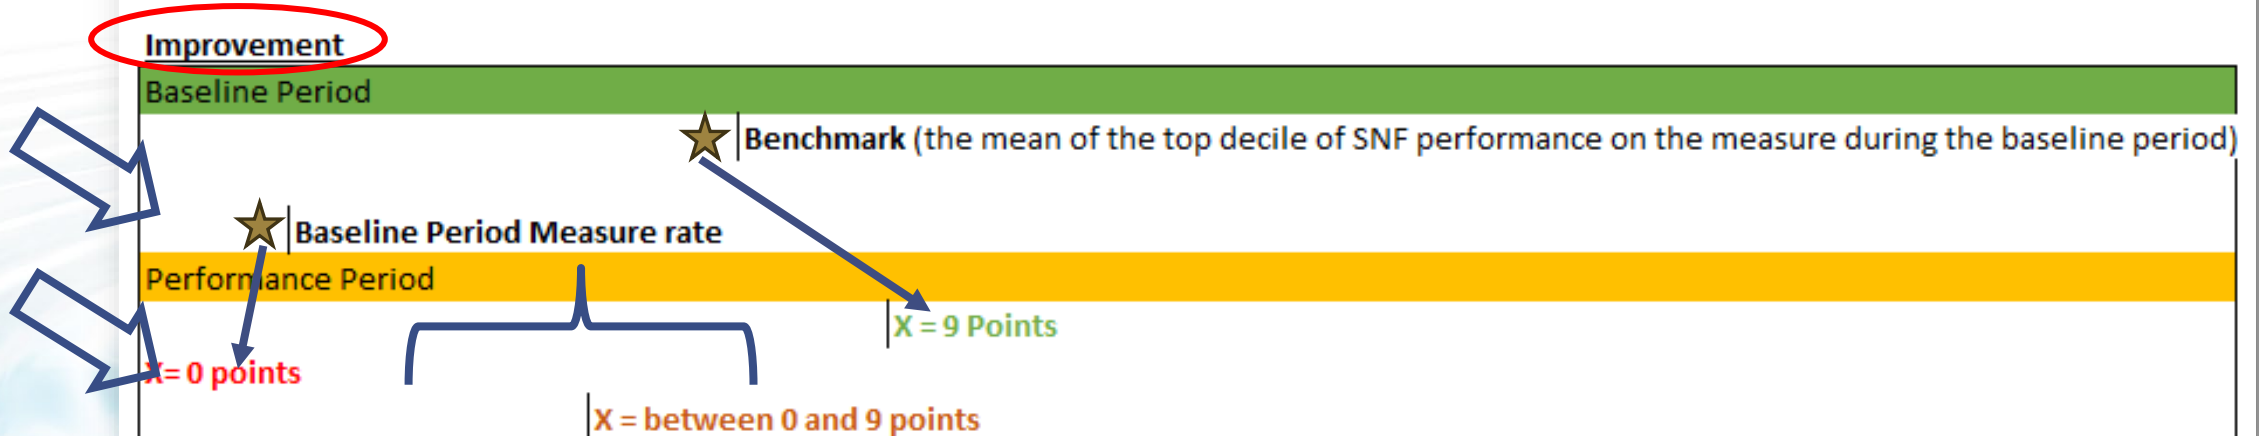 Improvement
Baseline Period
Benchmark (the mean of the top decile of SNF performance on the measure during the baseline period)
Baseline Period Measure rate
Performance Period
X = 9 Points
X= 0 points
X = between 0 and 9 points